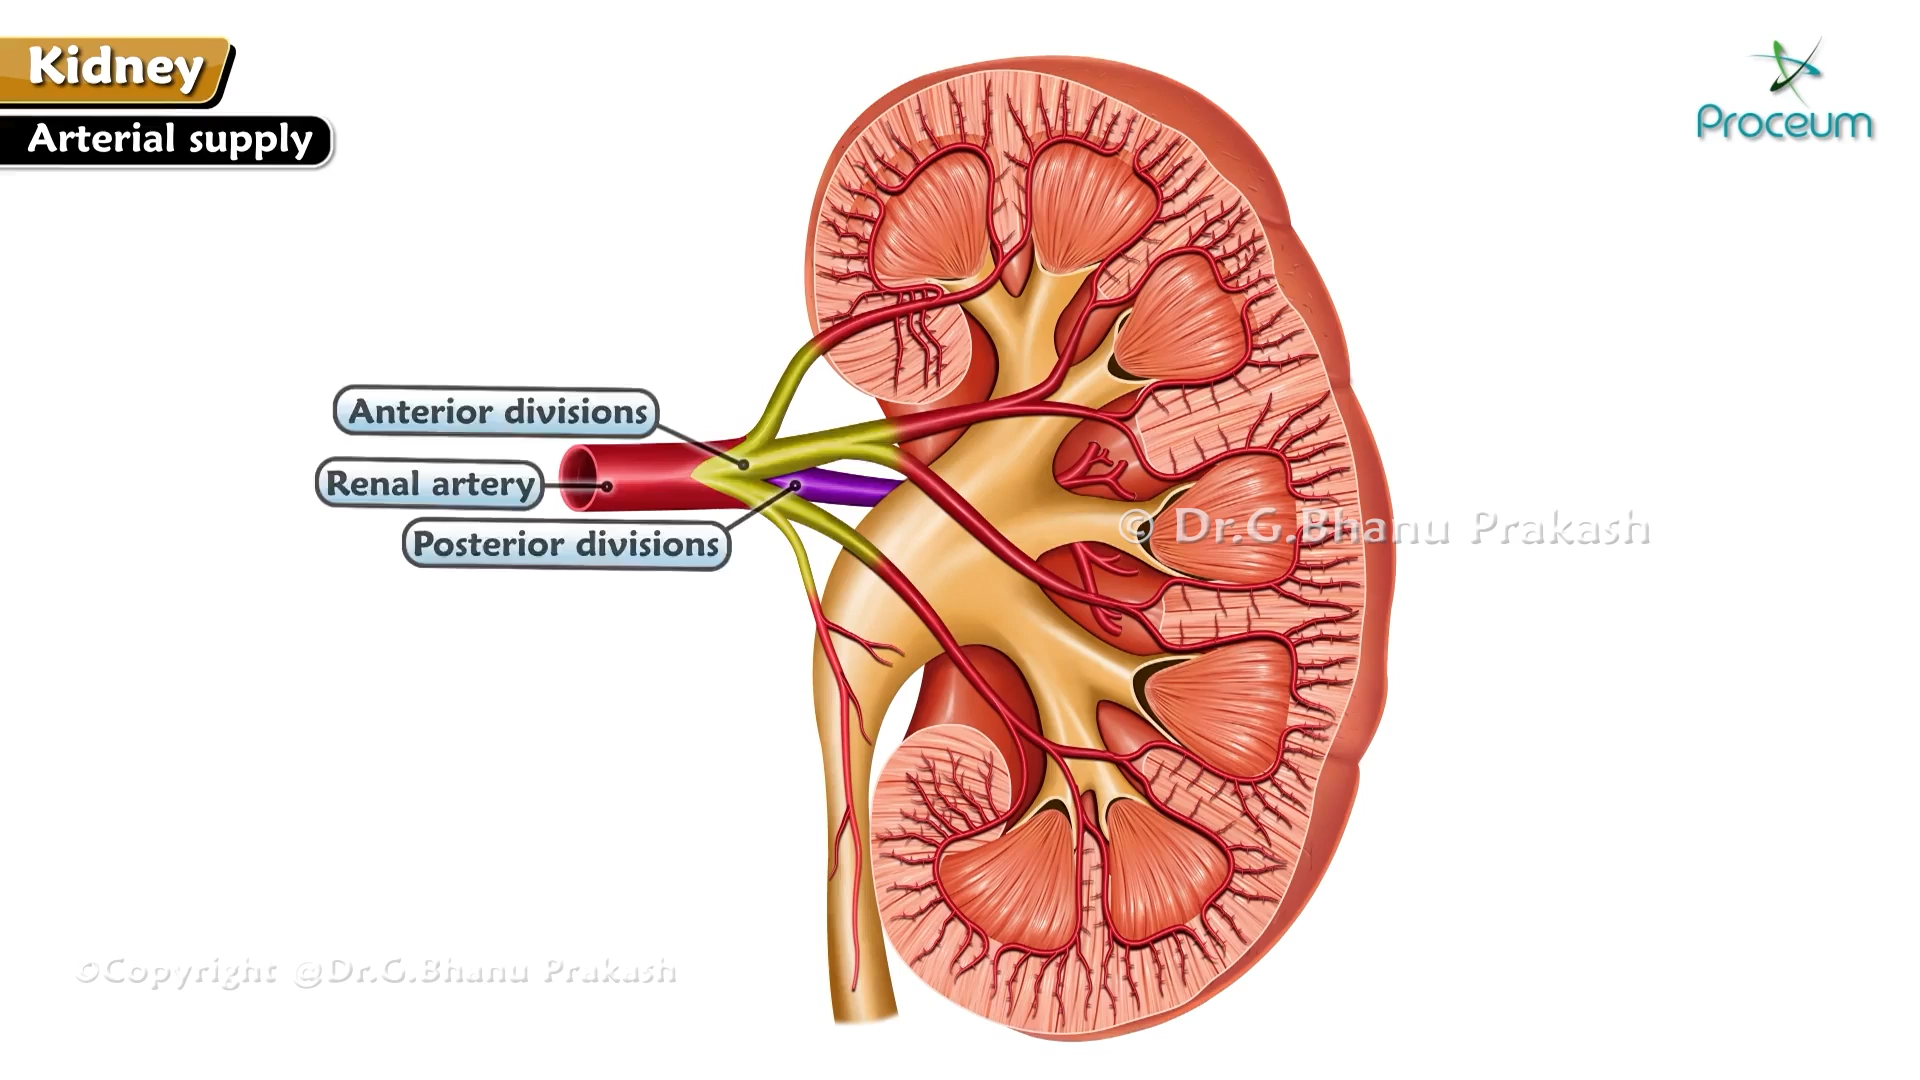 Kidney
Arterial supply
Proceum
Anterior divisions
Renal artery
Posterior divisions
© Dr.G.Bhanu Prakash
©Copyright @Dr.G.Bhanu Prakash